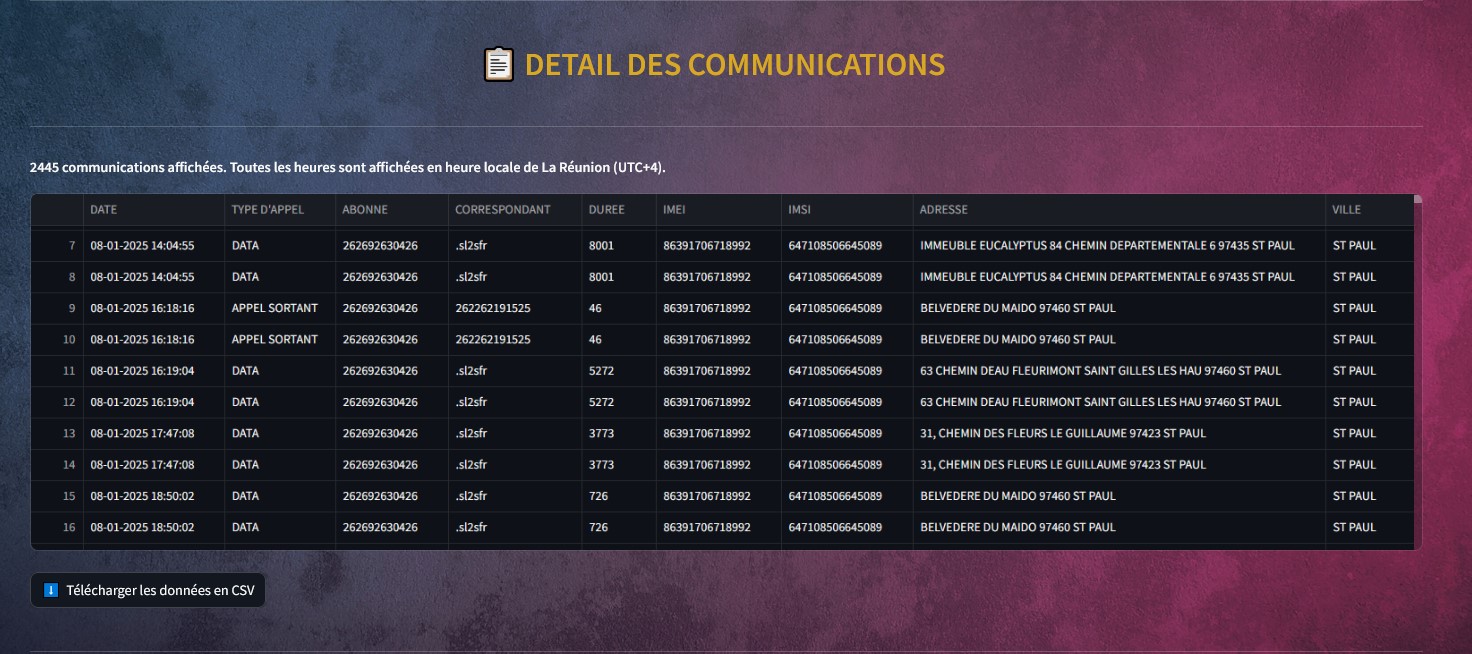 DETAIL DES COMMUNICATIONS
2445 communications affichées. Toutes les heures sont affichées en heure locale de La Réunion (UTC+4).
DATE TYPE D'APPEL ABONNE CORRESPONDANT DUREE IMEI IMSI ADRESSE VILLE
7 08-01-2025 14:04:55 DATA 262692630426 .sl2sfr 8001 86391706718992 647108506645089 IMMEUBLE EUCALYPTUS 84 CHEMIN DEPARTEMENTALE 6 97435 ST PAUL ST PAUL
8 08-01-2025 14:04:55 DATA 262692630426 .sl2sfr 8001 86391706718992 647108506645089 IMMEUBLE EUCALYPTUS 84 CHEMIN DEPARTEMENTALE 6 97435 ST PAUL ST PAUL
9 08-01-2025 16:18:16 APPEL SORTANT 262692630426 262262191525 46 86391706718992 647108506645089 BELVEDERE DU MAIDO 97460 ST PAUL ST PAUL
10 08-01-2025 16:18:16 APPEL SORTANT 262692630426 262262191525 46 86391706718992 647108506645089 BELVEDERE DU MAIDO 97460 ST PAUL ST PAUL
11 08-01-2025 16:19:04 DATA 262692630426 .sl2sfr 5272 86391706718992 647108506645089 63 CHEMIN DEAU FLEURIMONT SAINT GILLES LES HAU 97460 ST PAUL ST PAUL
12 08-01-2025 16:19:04 DATA 262692630426 .sl2sfr 5272 86391706718992 647108506645089 63 CHEMIN DEAU FLEURIMONT SAINT GILLES LES HAU 97460 ST PAUL ST PAUL
13 08-01-2025 17:47:08 DATA 262692630426 .sl2sfr 3773 86391706718992 647108506645089 31, CHEMIN DES FLEURS LE GUILLAUME 97423 ST PAUL ST PAUL
14 08-01-2025 17:47:08 DATA 262692630426 .sl2sfr 3773 86391706718992 647108506645089 31, CHEMIN DES FLEURS LE GUILLAUME 97423 ST PAUL ST PAUL
15 08-01-2025 18:50:02 DATA 262692630426 .sl2sfr 726 86391706718992 647108506645089 BELVEDERE DU MAIDO 97460 ST PAUL ST PAUL
16 08-01-2025 18:50:02 DATA 262692630426 .sl2sfr 726 86391706718992 647108506645089 BELVEDERE DU MAIDO 97460 ST PAUL ST PAUL
Télécharger les données en CSV